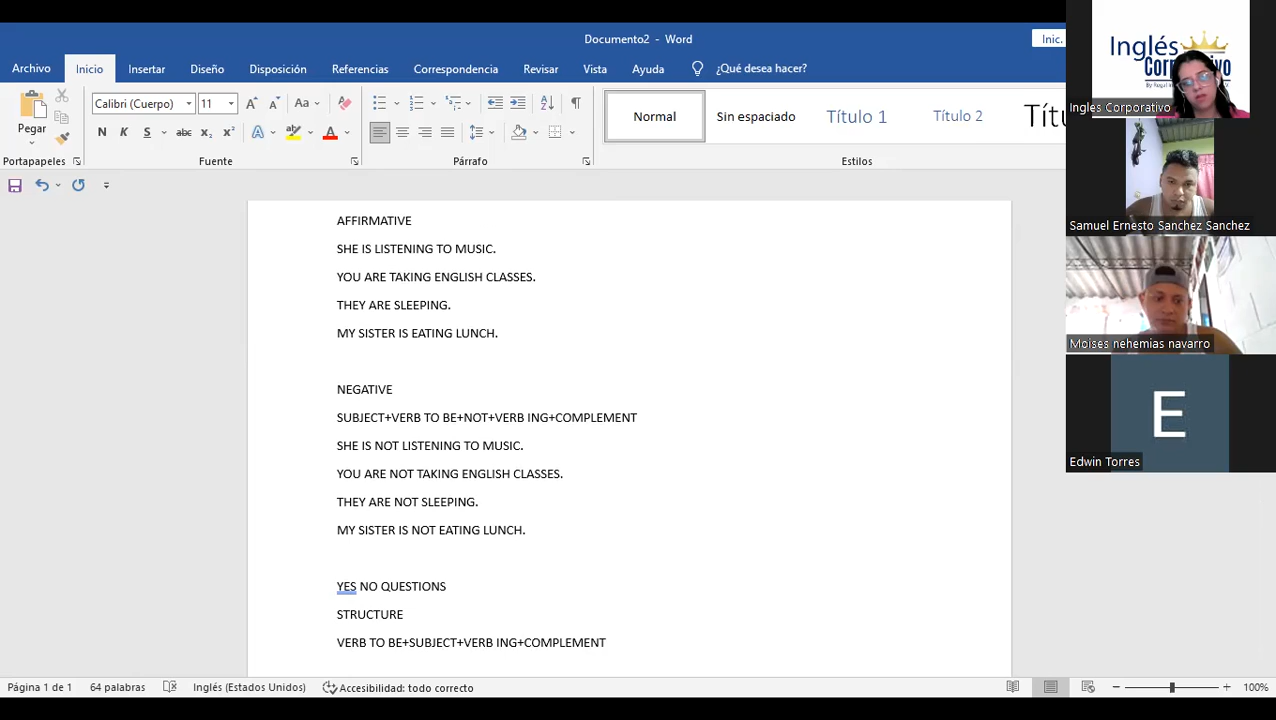 Documento2 - Word
Inic.
Archivo
Inicio
Insertar
Diseño
Disposición
Referencias
Correspondencia
Revisar
Vista
Ayuda
¿Qué desea hacer?
Pegar
Calibri (Cuerpo)
11
Aa
N K S abc x₂ x²
Normal
Sin espaciado
Título 1
Título 2
Títu
Portapapeles
Fuente
Párrafo
Estilos
AFFIRMATIVE
SHE IS LISTENING TO MUSIC.
YOU ARE TAKING ENGLISH CLASSES.
THEY ARE SLEEPING.
MY SISTER IS EATING LUNCH.
NEGATIVE
SUBJECT+VERB TO BE+NOT+VERB ING+COMPLEMENT
SHE IS NOT LISTENING TO MUSIC.
YOU ARE NOT TAKING ENGLISH CLASSES.
THEY ARE NOT SLEEPING.
MY SISTER IS NOT EATING LUNCH.
YES NO QUESTIONS
STRUCTURE
VERB TO BE+SUBJECT+VERB ING+COMPLEMENT
Página 1 de 1
64 palabras
Inglés (Estados Unidos)
Accesibilidad: todo correcto
100%
Inglés
Ingles Corporativo
Samuel Ernesto Sanchez Sanchez
Moises nehemias navarro
E
Edwin Torres